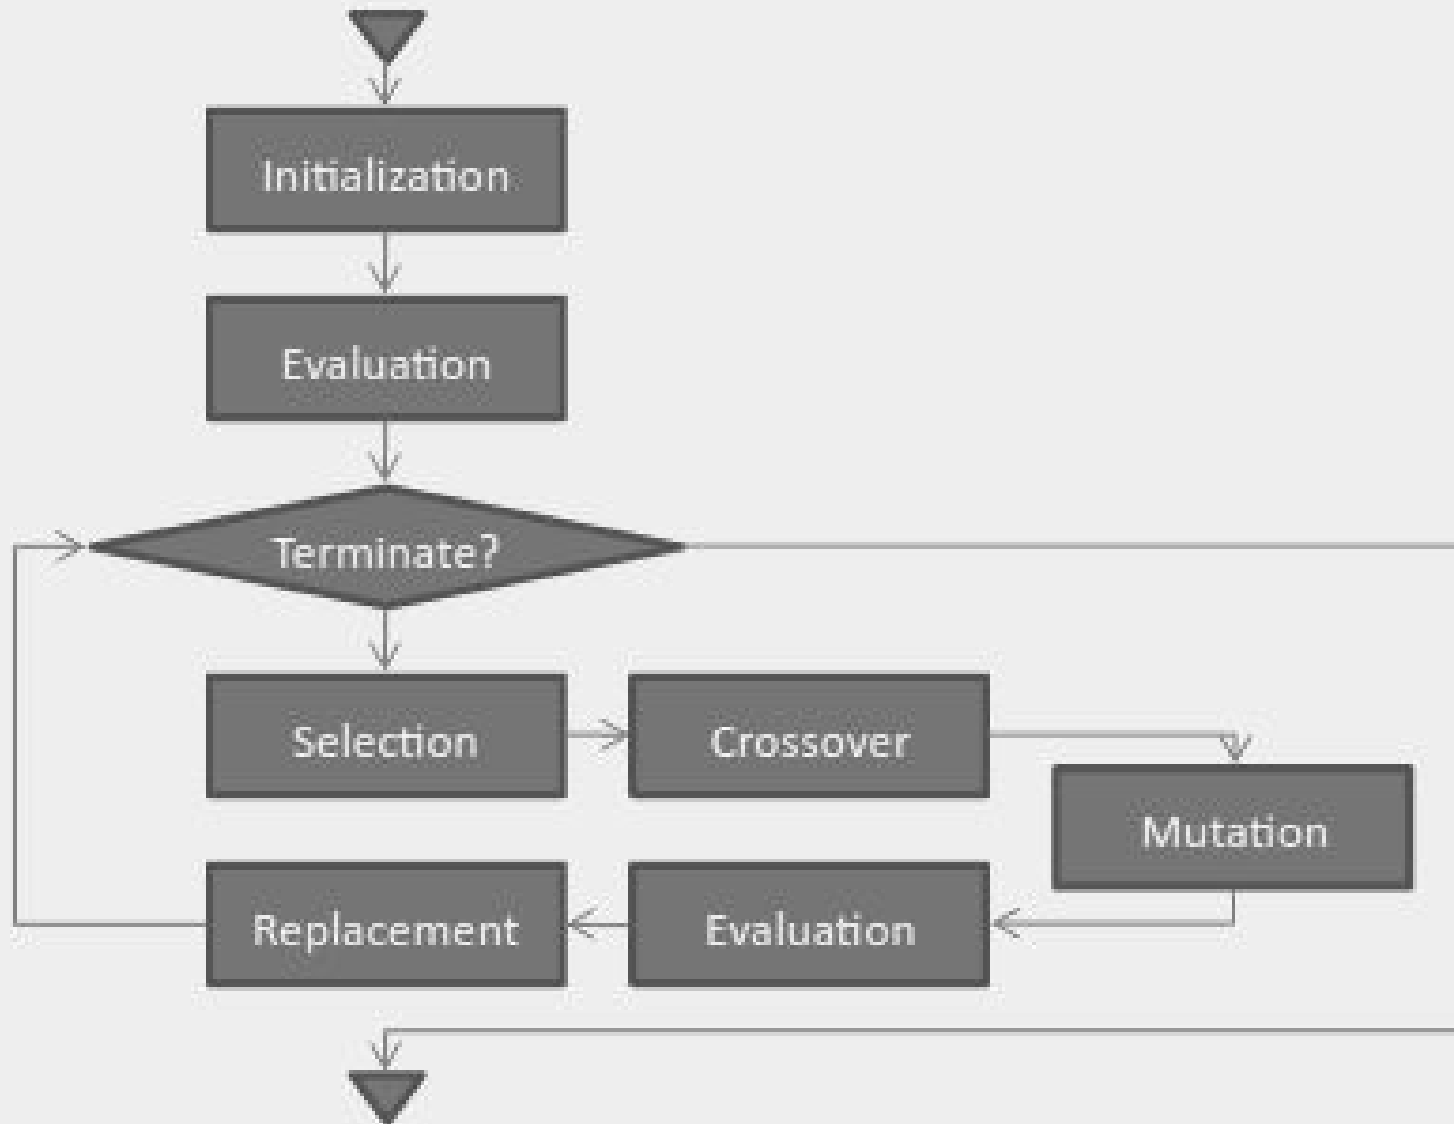 Initialization
Evaluation
Terminate?
Selection
Crossover
Mutation
Replacement
Evaluation